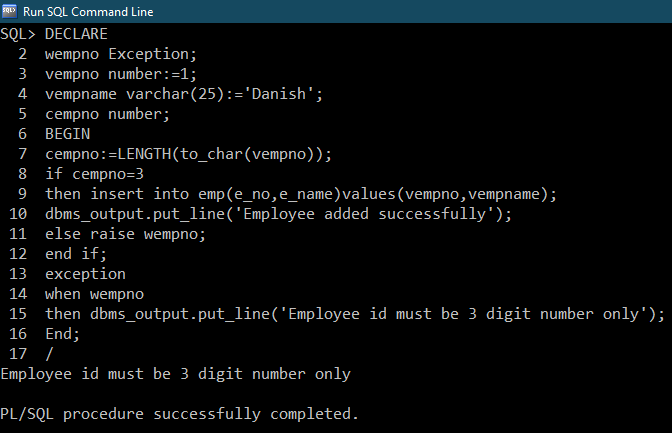 SQL> Run SQL Command Line
SQL> DECLARE
2 wempno Exception;
3 vempno number:=1;
4 vempname varchar(25):='Danish';
5 cempno number;
6 BEGIN
7 cempno:=LENGTH(to_char(vempno));
8 if cempno=3
9 then insert into emp(e_no,e_name)values(vempno,vempname);
10 dbms_output.put_line('Employee added successfully');
11 else raise wempno;
12 end if;
13 exception
14 when wempno
15 then dbms_output.put_line('Employee id must be 3 digit number only');
16 End;
17 /
Employee id must be 3 digit number only
PL/SQL procedure successfully completed.